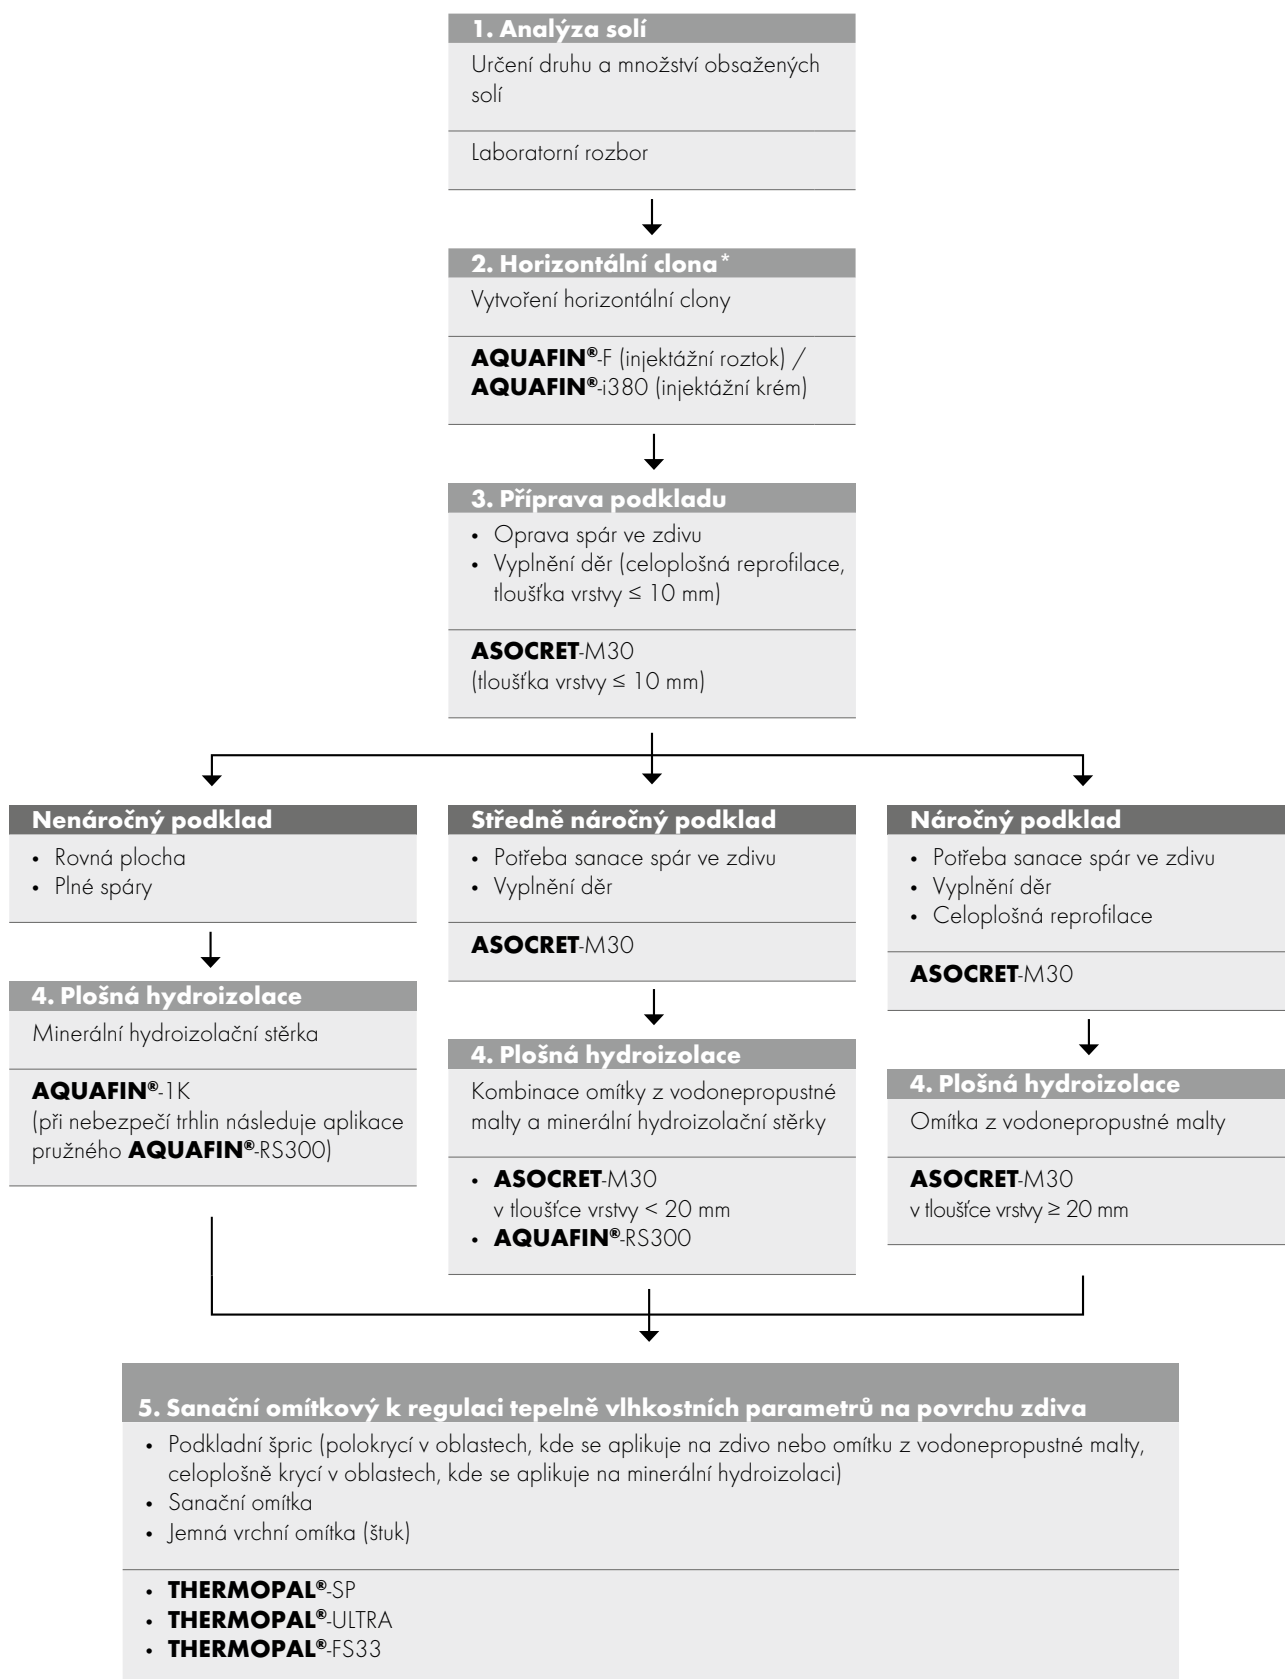 1. Analýza solí
Určení druhu a množství obsažených
solí
Laboratorní rozbor
2. Horizontální clona*
Vytvoření horizontální clony
AQUAFIN®-F (injektážní roztok) /
AQUAFIN®-i380 (injektážní krém)
3. Příprava podkladu
• Oprava spár ve zdivu
• Vyplnění děr (celoplošná reprofilace,
tloušťka vrstvy ≤ 10 mm)
ASOCRET-M30
(tloušťka vrstvy ≤ 10 mm)
Nenáročný podklad
• Rovná plocha
• Plné spáry
4. Plošná hydroizolace
Minerální hydroizolační stěrka
AQUAFIN®-1K
(při nebezpečí trhlin následuje aplikace
pružného AQUAFIN®-RS300)
Středně náročný podklad
• Potřeba sanace spár ve zdivu
• Vyplnění děr
ASOCRET-M30
4. Plošná hydroizolace
Kombinace omítky z vodonepropustné
malty a minerální hydroizolační stěrky
• ASOCRET-M30
v tloušťce vrstvy < 20 mm
• AQUAFIN®-RS300
Náročný podklad
• Potřeba sanace spár ve zdivu
• Vyplnění děr
• Celoplošná reprofilace
ASOCRET-M30
4. Plošná hydroizolace
Omítka z vodonepropustné malty
ASOCRET-M30
v tloušťce vrstvy ≥ 20 mm
5. Sanační omítkový k regulaci tepelně vlhkostních parametrů na povrchu zdiva
• Podkladní špric (polokrycí v oblastech, kde se aplikuje na zdivo nebo omítku z vodonepropustné malty,
celoplošně krycí v oblastech, kde se aplikuje na minerální hydroizolaci)
• Sanační omítka
• Jemná vrchní omítka (štuk)
• THERMOPAL®-SP
• THERMOPAL®-ULTRA
• THERMOPAL®-FS33